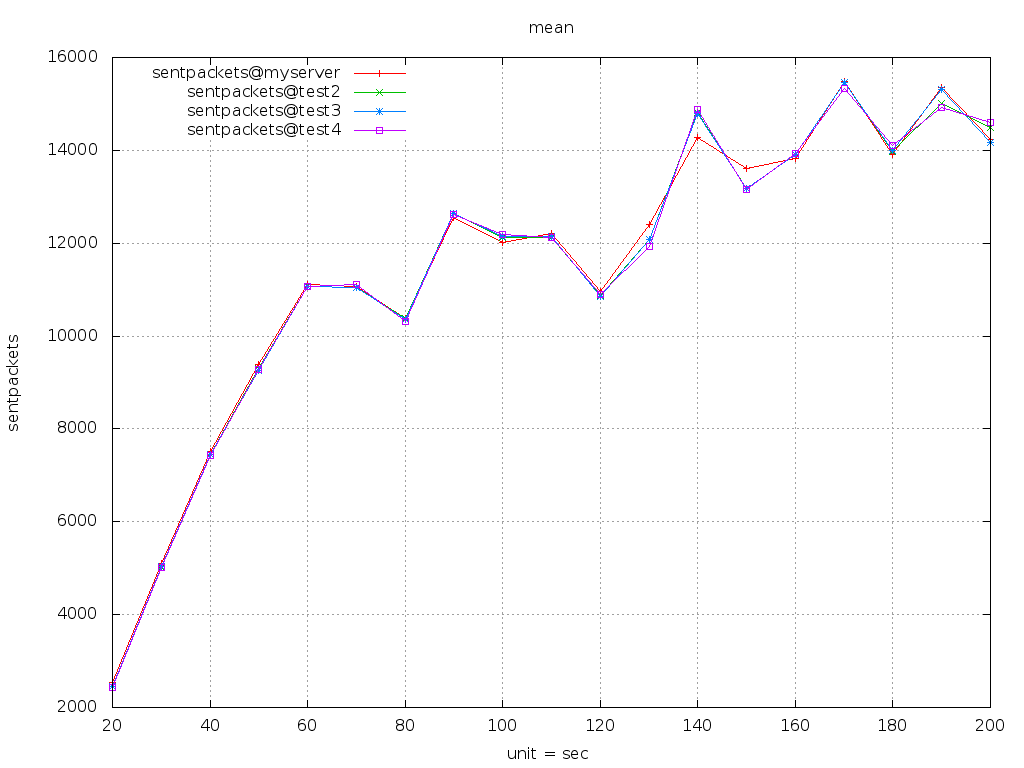 mean
16000
sentpackets@myserver
sentpackets@test2
sentpackets@test3
sentpackets@test4
14000
12000
10000
8000
6000
4000
2000
sentpackets
20 40 60 80 100 120 140 160 180 200
unit = sec